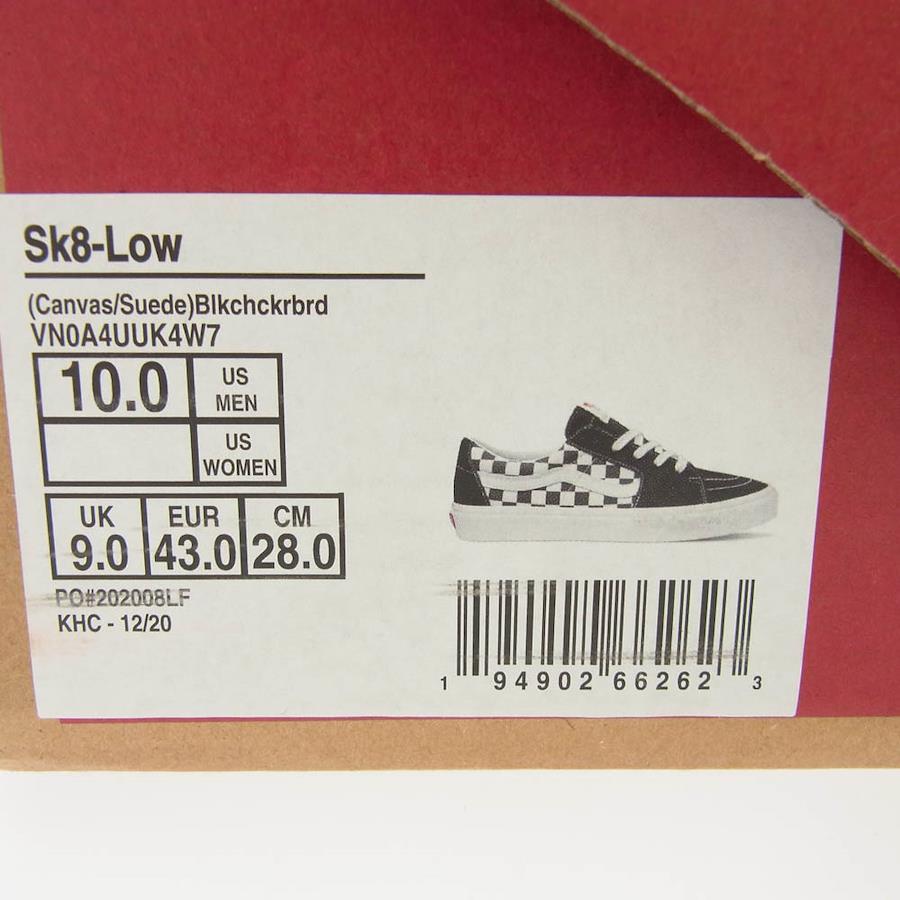 Sk8-Low
(Canvas/Suede)Blkchckrbrd
VN0A4UUK4W7
10.0 US MEN
US WOMEN
UK EUR CM
9.0 43.0 28.0
PO#202008LF
KHC - 12/20
1 94902 66262 3